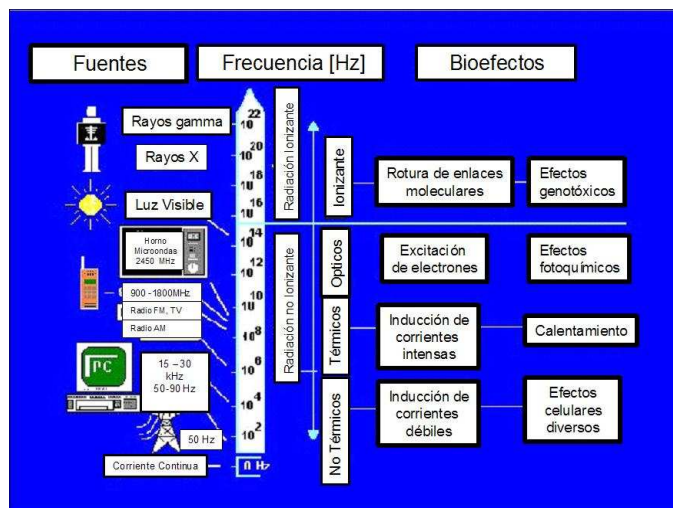 Fuentes
Frecuencia [Hz]
Bioefectos
Rayos gamma
Rayos X
Luz Visible
Horno
Microondas
2450 MHz
900 -1800MHz
Radio FM, TV
Radio AM
PC
15 – 30
kHz
50-90 Hz
50 Hz
Corriente Continua
10 22
10 20
10 18
10 16
10 14
10 12
10 10
10 8
10 6
10 4
10 2
0 Hz
Radiación Ionizante
Radiación no Ionizante
Ionizante
Rotura de enlaces
moleculares
Efectos
genotóxicos
Opticos
Excitación
de electrones
Efectos
fotoquímicos
Térmicos
Inducción de
corrientes
intensas
Calentamiento
No Térmicos
Inducción de
corrientes
débiles
Efectos
celulares
diversos